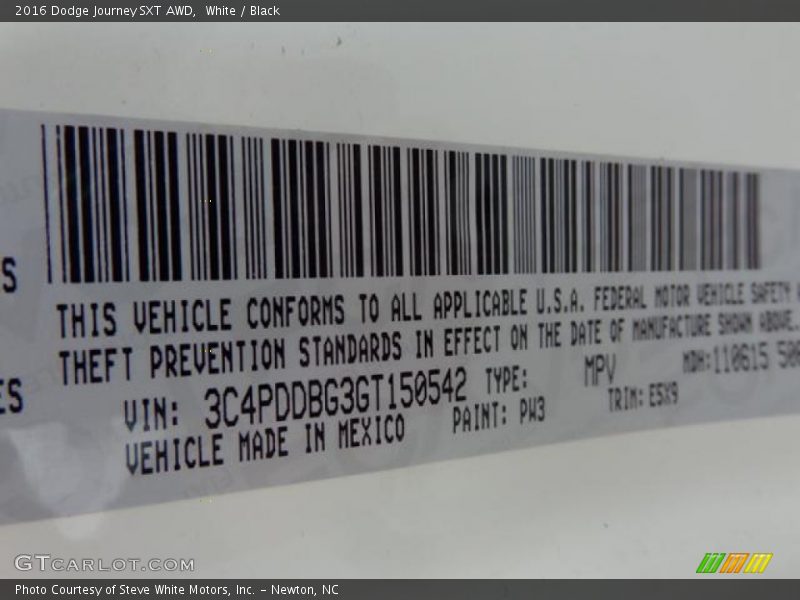 2016 Dodge Journey SXT AWD,  White / Black
THIS VEHICLE CONFORMS TO ALL APPLICABLE U.S.A. FEDERAL MOTOR VEHICLE SAFETY
THEFT PREVENTION STANDARDS IN EFFECT ON THE DATE OF MANUFACTURE SHOWN ABOVE.
VIN: 3C4PDDBG3GT150542 TYPE: MPV MDH:110615
VEHICLE MADE IN MEXICO PAINT: PW3 TRIM: E5X9
GTCARLOT.COM
Photo Courtesy of Steve White Motors, Inc. – Newton, NC